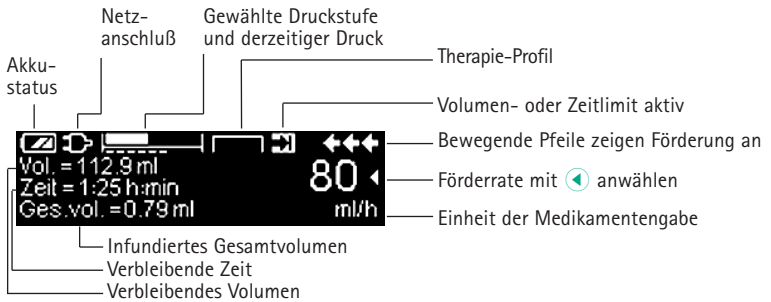 Netz-
anschluß
Gewählte Druckstufe
und derzeitiger Druck
Akku-
status
Therapie-Profil
Volumen- oder Zeitlimit aktiv
Bewegende Pfeile zeigen Förderung an
Vol. = 112.9 ml
80
Förderrate mit anwählen
Zeit = 1:25 h:min
Ges.vol. = 0.79 ml
ml/h
Einheit der Medikamentengabe
Infundiertes Gesamtvolumen
Verbleibende Zeit
Verbleibendes Volumen